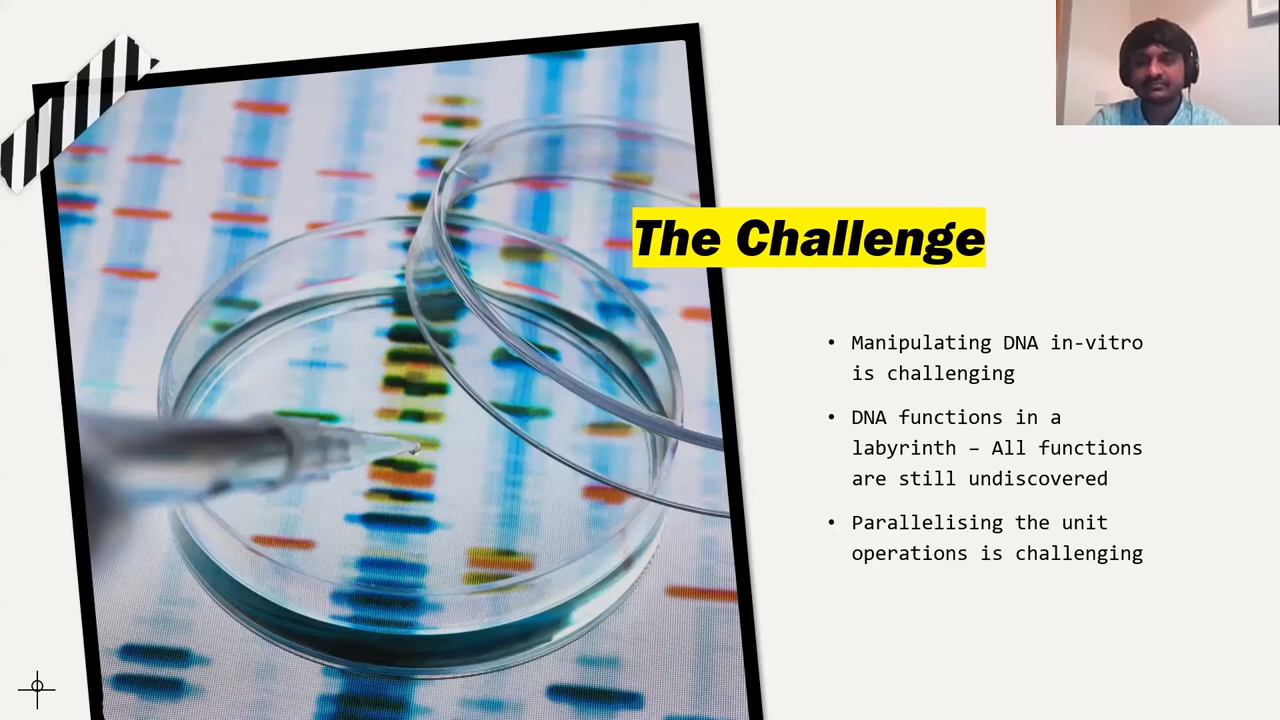 The Challenge
• Manipulating DNA in-vitro
is challenging
• DNA functions in a
labyrinth – All functions
are still undiscovered
• Parallelising the unit
operations is challenging